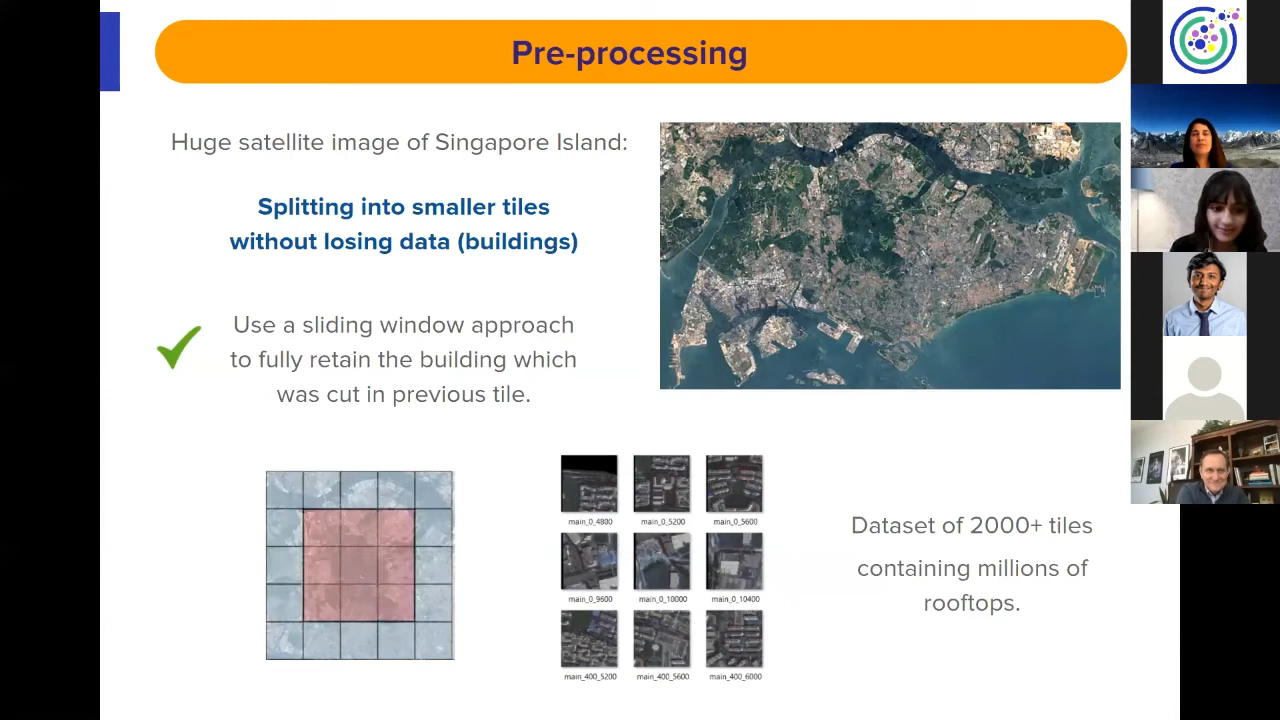 Pre-processing
Huge satellite image of Singapore Island:
Splitting into smaller tiles
without losing data (buildings)
Use a sliding window approach
to fully retain the building which
was cut in previous tile.
main_0_4800
main_0_5200
main_0_5600
main_0_9600
main_0_10000
main_0_10400
main_400_5200
main_400_5600
main_400_6000
Dataset of 2000+ tiles
containing millions of
rooftops.